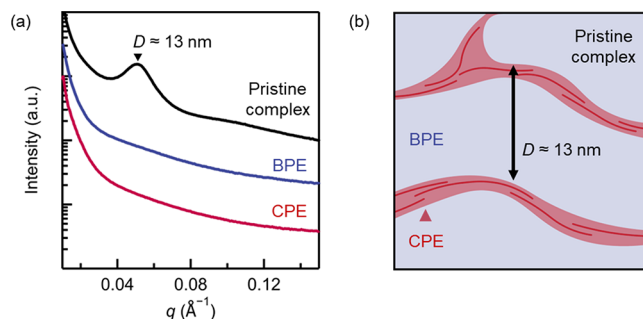 (a)
D ≈ 13 nm
Pristine
complex
BPE
CPE
Intensity (a.u.)
0.04
0.08
0.12
q (Å⁻¹)
(b)
Pristine
complex
BPE
D ≈ 13 nm
CPE